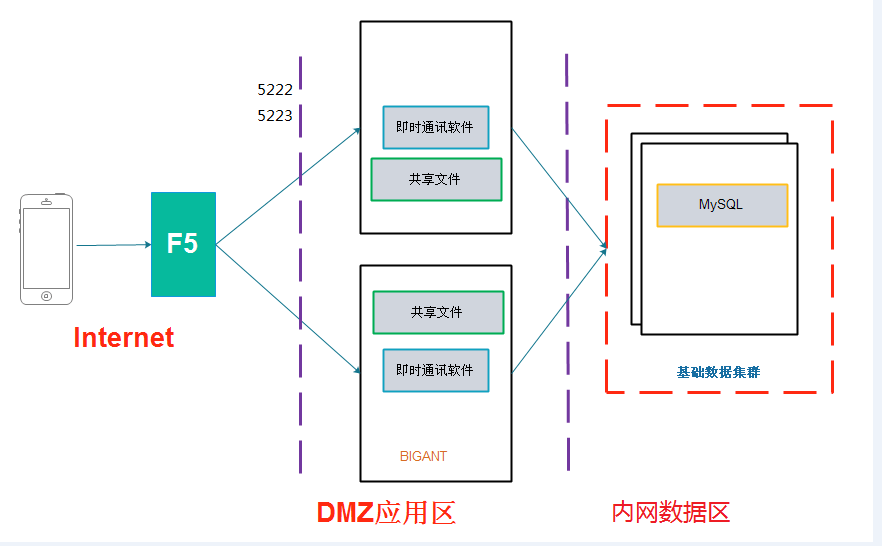 5222
5223
即时通讯软件
共享文件
MySQL
F5
Internet
共享文件
即时通讯软件
基础数据集群
BIGANT
DMZ应用区
内网数据区